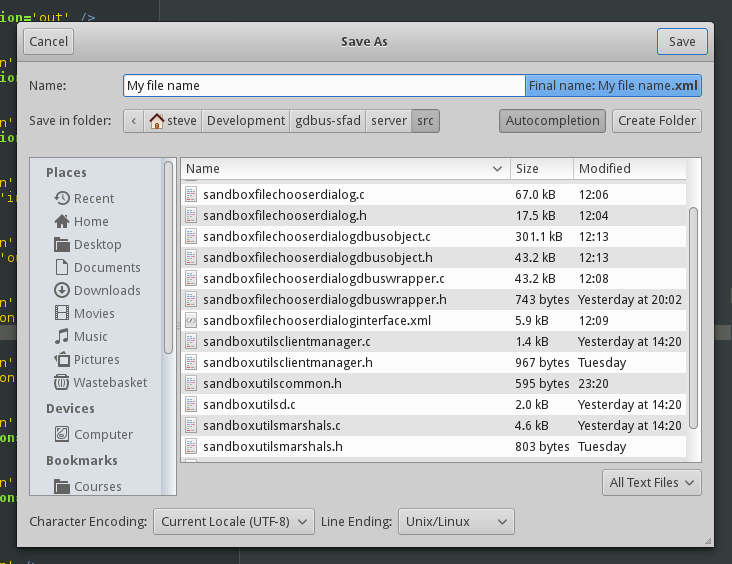 ion='out' />
Cancel
Save As
Save
Name:
My file name
Final name: My file name.xml
Save in folder:
steve
Development
gdbus-sfad
server
src
Autocompletion
Create Folder
Places
Recent
Home
Desktop
Documents
Downloads
Movies
Music
Pictures
Wastebasket
Devices
Computer
Bookmarks
Courses
Name Size Modified
sandboxfilechooserdialog.c 67.0 kB 12:06
sandboxfilechooserdialog.h 17.5 kB 12:04
sandboxfilechooserdialogdbusobject.c 301.1 kB 12:13
sandboxfilechooserdialogdbusobject.h 43.2 kB 12:13
sandboxfilechooserdialogdbuswrapper.c 43.2 kB 12:08
sandboxfilechooserdialogdbuswrapper.h 743 bytes Yesterday at 20:02
sandboxfilechooserdialoginterface.xml 5.9 kB 12:09
sandboxutilsclientmanager.c 1.4 kB Yesterday at 14:20
sandboxutilsclientmanager.h 967 bytes Tuesday
sandboxutilscommon.h 595 bytes 23:20
sandboxutilsd.c 2.0 kB Yesterday at 14:20
sandboxutilsmarshals.c 4.6 kB Yesterday at 14:20
sandboxutilsmarshals.h 803 bytes Tuesday
All Text Files
Character Encoding: Current Locale (UTF-8) Line Ending: Unix/Linux